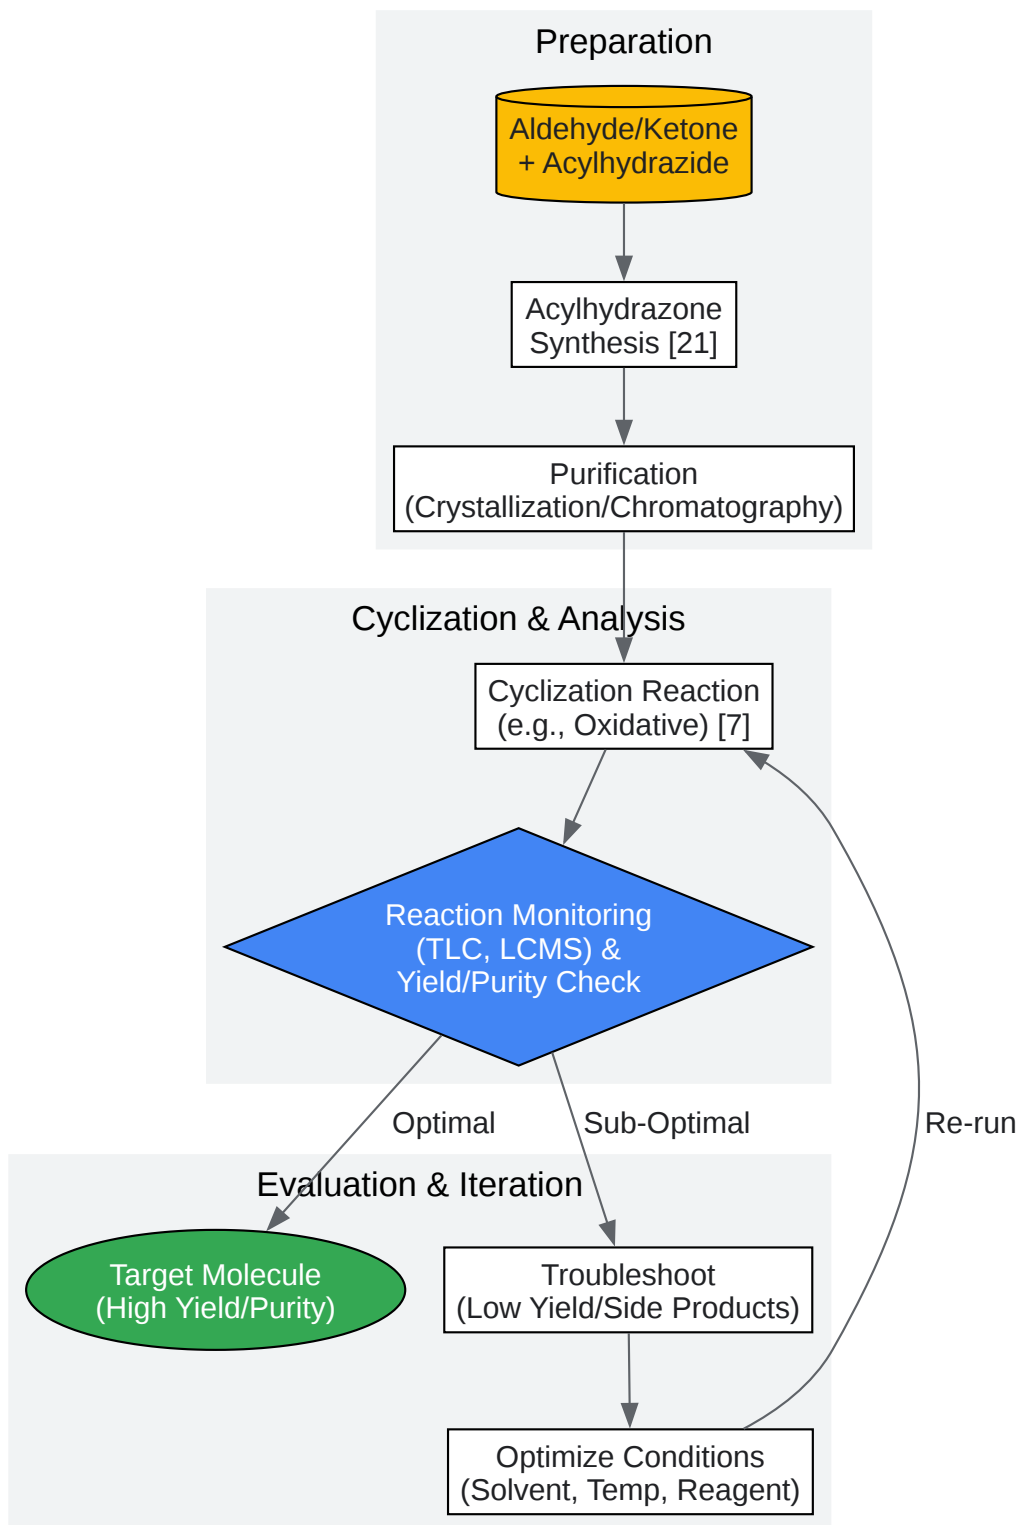 Preparation
Aldehyde/Ketone
+ Acylhydrazide
Acylhydrazone
Synthesis [21]
Purification
(Crystallization/Chromatography)
Cyclization & Analysis
Cyclization Reaction
(e.g., Oxidative) [7]
Reaction Monitoring
(TLC, LCMS) &
Yield/Purity Check
Optimal
Sub-Optimal
Re-run
Evaluation & Iteration
Target Molecule
(High Yield/Purity)
Troubleshoot
(Low Yield/Side Products)
Optimize Conditions
(Solvent, Temp, Reagent)